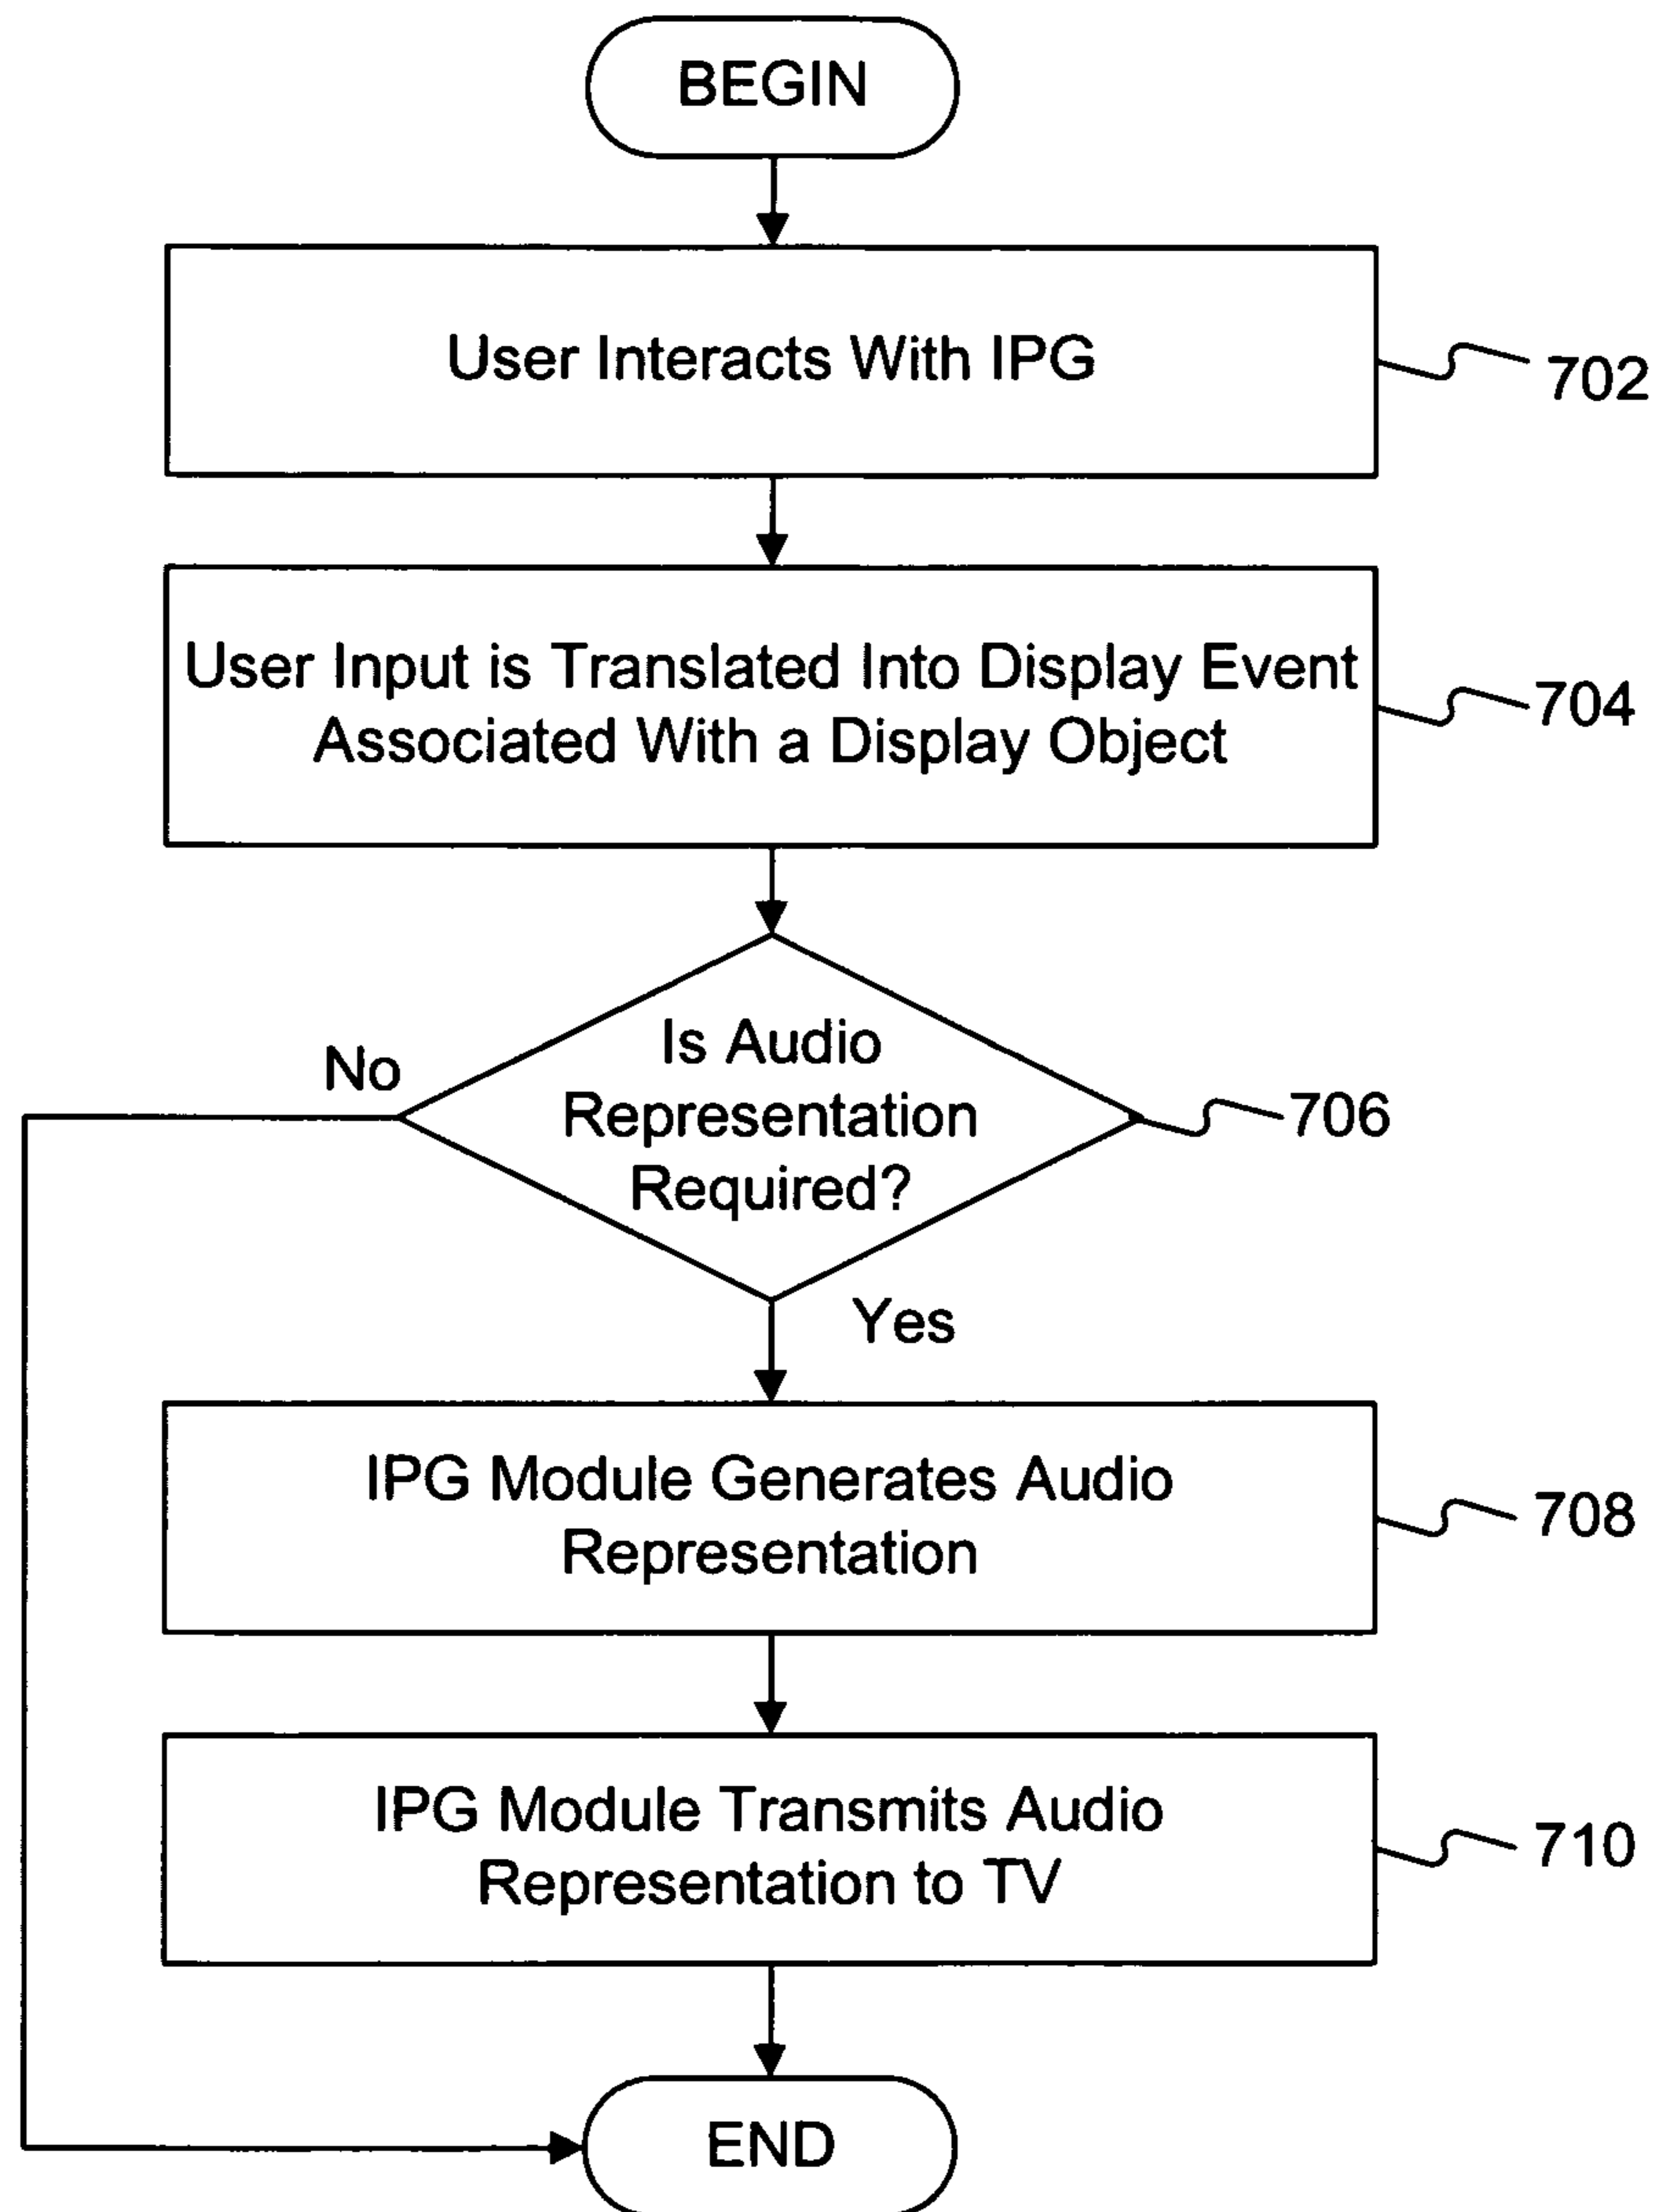 BEGIN
User Interacts With IPG
702
User Input is Translated Into Display Event
Associated With a Display Object
704
Is Audio
Representation
Required?
No
706
Yes
IPG Module Generates Audio
Representation
708
IPG Module Transmits Audio
Representation to TV
710
END